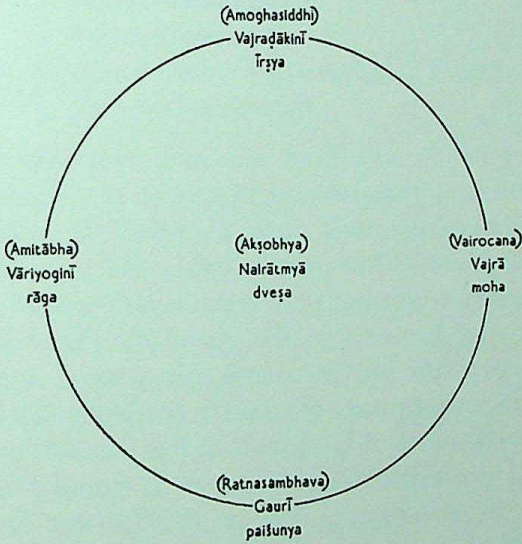 (Amoghasiddhi)
Vajraḍākinī
īrṣya
(Amitābha)
Vāriyoginī
rāga
(Akṣobhya)
Nairātmyā
dveṣa
(Vairocana)
Vajrā
moha
(Ratnasambhava)
Gaurī
paiśunya